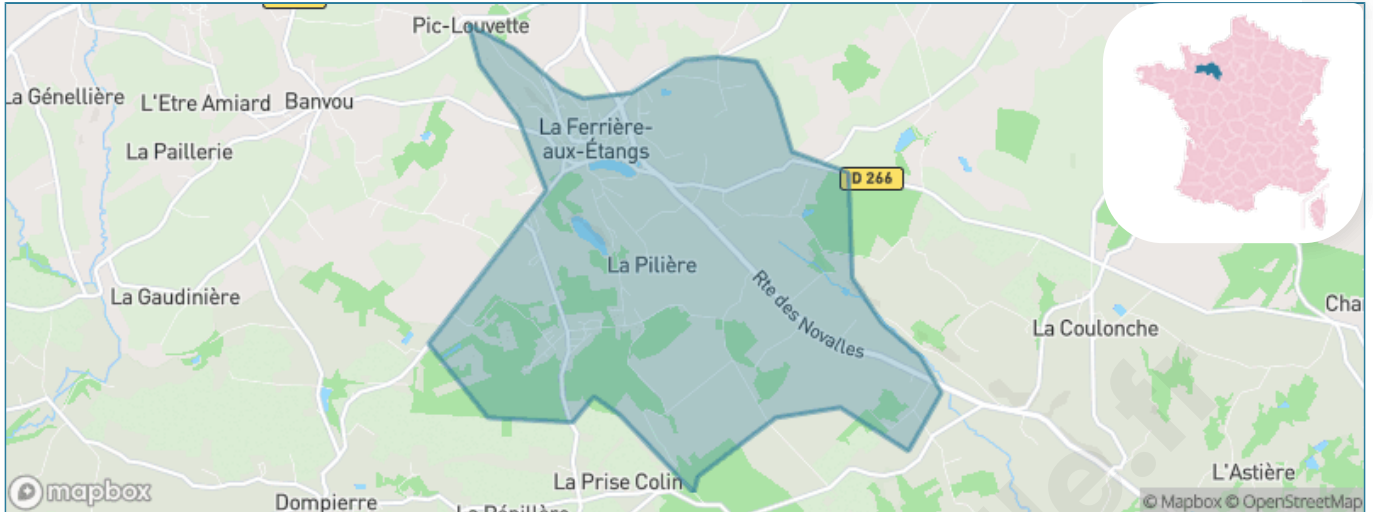 Pic-Louvette
La Génellière
L'Etre Amiard
Banvou
La Ferrière-
aux-Étangs
La Paillerie
D 266
La Pilière
La Gaudinière
Rte des Novalles
La Coulonche
Cha
La Prise Colin
L'Astière
Dompierre
mapbox
© Mapbox © OpenStreetMap